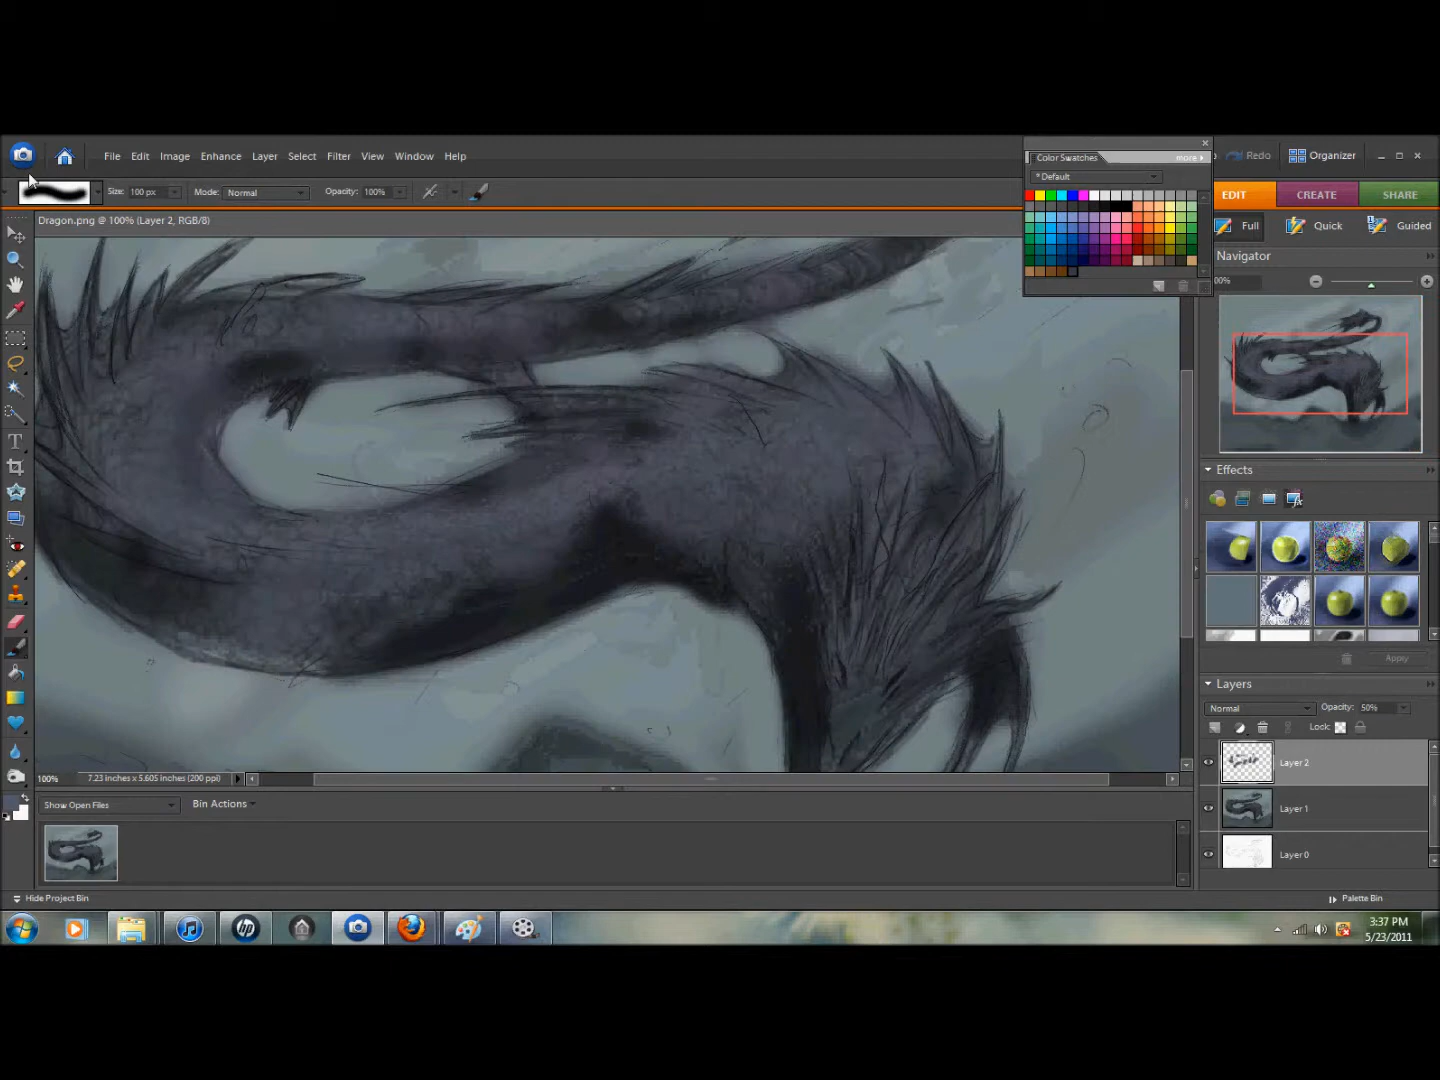 File Edit Image Enhance Layer Select Filter View Window Help
Redo Organizer
Color Swatches more
* Default
Size: 100 px Mode: Normal Opacity: 100%
EDIT CREATE SHARE
Dragon.png @ 100% (Layer 2, RGB/8)
Full Quick Guided
Navigator
Effects
Apply
Layers
Normal Opacity: 50%
Lock:
Layer 2
Layer 1
Layer 0
100% 7.23 inches x 5.605 inches (200 ppi)
Show Open Files Bin Actions
Hide Project Bin Palette Bin
3:37 PM
5/23/2011